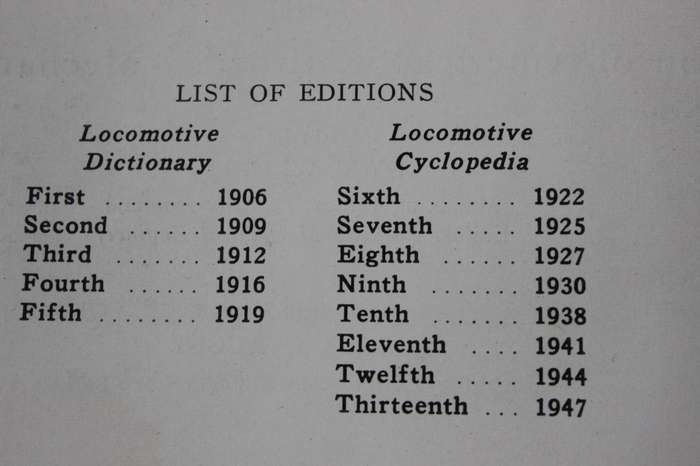 LIST OF EDITIONS
Locomotive
Dictionary
First ........ 1906
Second ...... 1909
Third ....... 1912
Fourth ...... 1916
Fifth ........ 1919
Locomotive
Cyclopedia
Sixth ........ 1922
Seventh ...... 1925
Eighth ....... 1927
Ninth ....... 1930
Tenth ....... 1938
Eleventh .... 1941
Twelfth ..... 1944
Thirteenth ... 1947